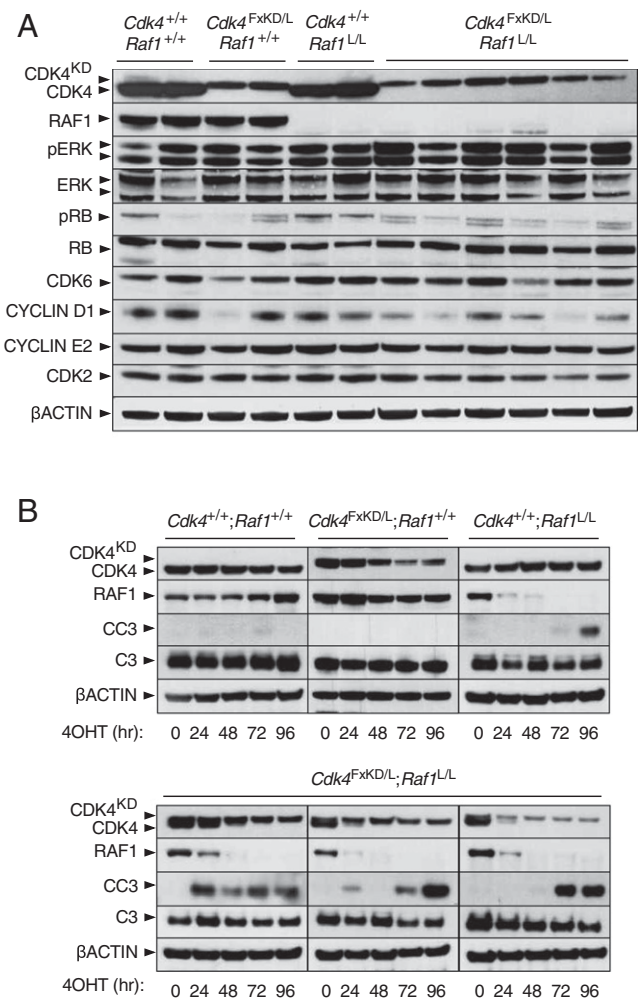 A
Cdk4+/+ Cdk4FxKD/L Cdk4+/+ Cdk4FxKD/L
Raf1+/+ Raf1+/+ Raf1L/L Raf1L/L
CDK4KD
CDK4
RAF1
pERK
ERK
pRB
RB
CDK6
CYCLIN D1
CYCLIN E2
CDK2
βACTIN
B
Cdk4+/+;Raf1+/+ Cdk4FxKD/L;Raf1+/+ Cdk4+/+;Raf1L/L
CDK4KD
CDK4
RAF1
CC3
C3
βACTIN
4OHT (hr): 0 24 48 72 96 0 24 48 72 96 0 24 48 72 96
Cdk4FxKD/L;Raf1L/L
CDK4KD
CDK4
RAF1
CC3
C3
βACTIN
4OHT (hr): 0 24 48 72 96 0 24 48 72 96 0 24 48 72 96